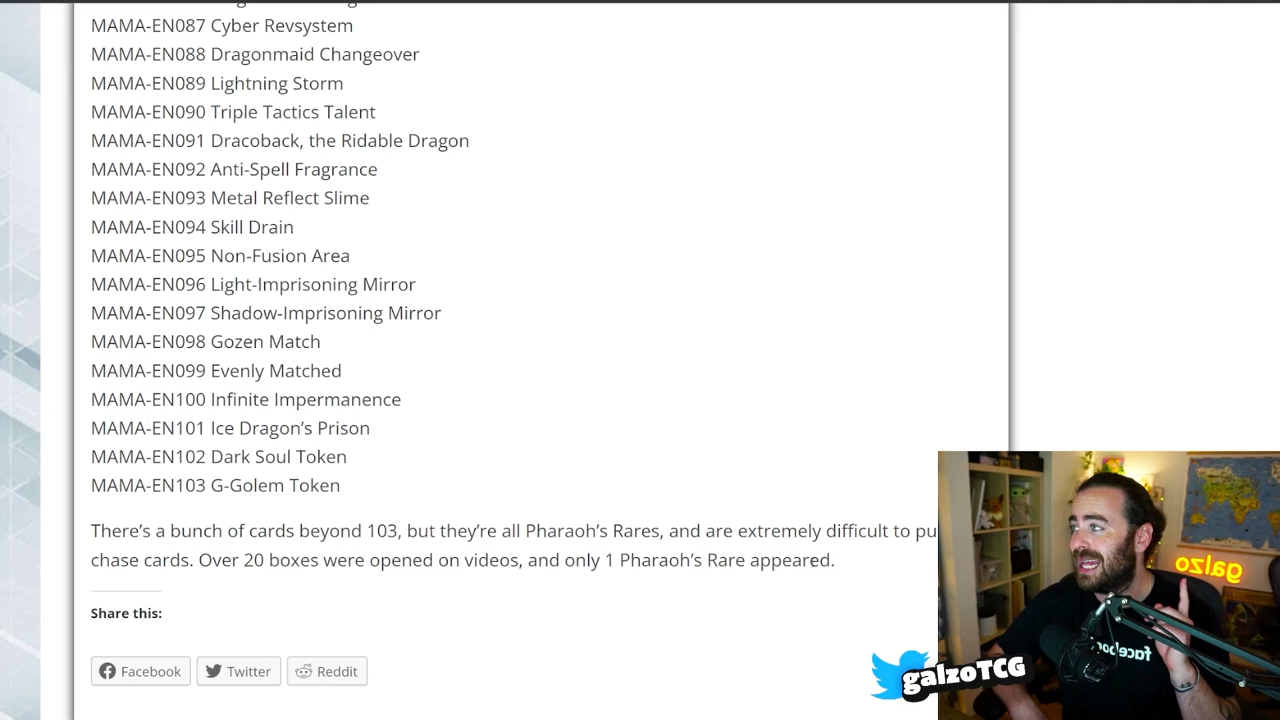 MAMA-EN087 Cyber Revsystem
MAMA-EN088 Dragonmaid Changeover
MAMA-EN089 Lightning Storm
MAMA-EN090 Triple Tactics Talent
MAMA-EN091 Dracoback, the Ridable Dragon
MAMA-EN092 Anti-Spell Fragrance
MAMA-EN093 Metal Reflect Slime
MAMA-EN094 Skill Drain
MAMA-EN095 Non-Fusion Area
MAMA-EN096 Light-Imprisoning Mirror
MAMA-EN097 Shadow-Imprisoning Mirror
MAMA-EN098 Gozen Match
MAMA-EN099 Evenly Matched
MAMA-EN100 Infinite Impermanence
MAMA-EN101 Ice Dragon’s Prison
MAMA-EN102 Dark Soul Token
MAMA-EN103 G-Golem Token
There’s a bunch of cards beyond 103, but they’re all Pharaoh’s Rares, and are extremely difficult to pu
chase cards. Over 20 boxes were opened on videos, and only 1 Pharaoh’s Rare appeared.
Share this:
Facebook Twitter Reddit
galzo
galzoTCG